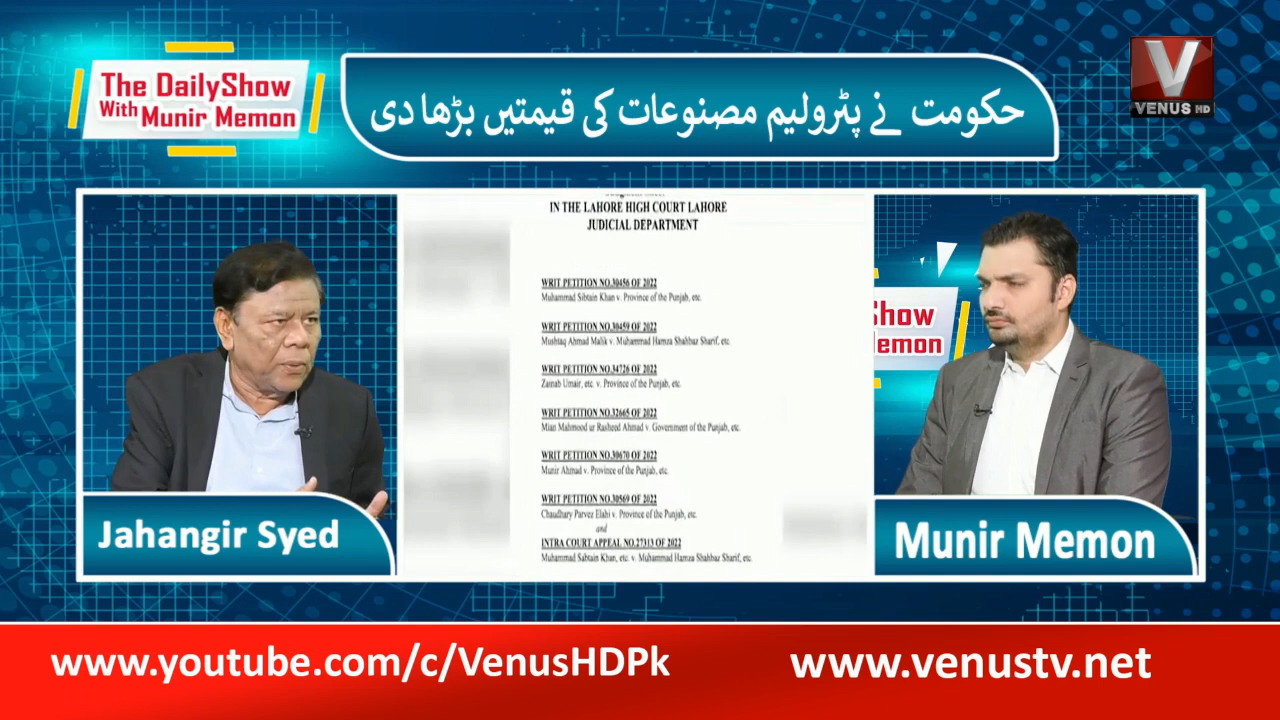 The DailyShow
With Munir Memon
حکومت نے پٹرولیم مصنوعات کی قیمتیں بڑھا دی
V
VENUS HD
IN THE LAHORE HIGH COURT LAHORE
JUDICIAL DEPARTMENT
WRIT PETITION NO.30456 OF 2022
Muhammad Sibtain Khan v. Province of the Punjab, etc.
WRIT PETITION NO.30459 OF 2022
Mushtaq Ahmad Malik v. Muhammad Hamza Shahbaz Sharif, etc.
WRIT PETITION NO.34726 OF 2022
Zainab Umair, etc. v. Province of the Punjab, etc.
WRIT PETITION NO.32665 OF 2022
Mian Mahmood ur Rasheed Ahmad v. Government of the Punjab, etc.
WRIT PETITION NO.30670 OF 2022
Munir Ahmad v. Province of the Punjab, etc.
WRIT PETITION NO.30569 OF 2022
Chaudhary Parvez Elahi v. Province of the Punjab, etc.
and
INTRA COURT APPEAL NO.27313 OF 2022
Muhammad Sabtain Khan, etc. v. Muhammad Hamza Shahbaz Sharif, etc.
Show
Memon
Jahangir Syed
Munir Memon
www.youtube.com/c/VenusHDPk
www.venustv.net